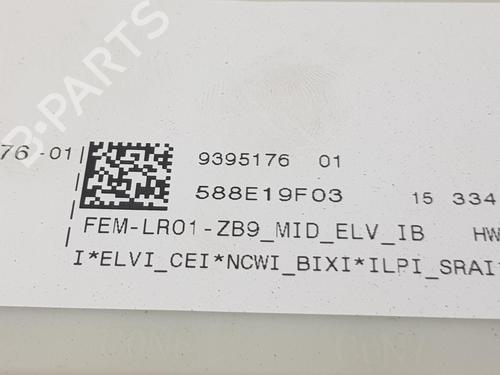 B-PARTS
76-01
9395176 01
588E19F03 15 334
FEM-LR01-ZB9_MID_ELV_IB HW
I*ELVI_CEI*NCWI_BIXI*ILPI_SRAI